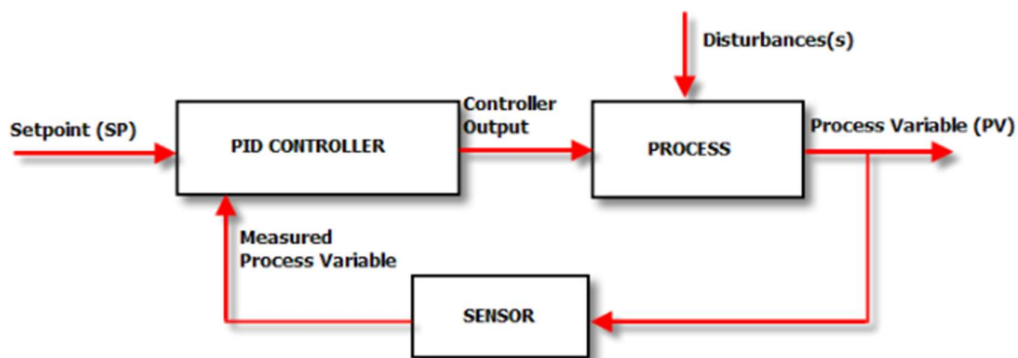 Disturbances(s)
Setpoint (SP)
PID CONTROLLER
Controller
Output
PROCESS
Process Variable (PV)
Measured
Process Variable
SENSOR